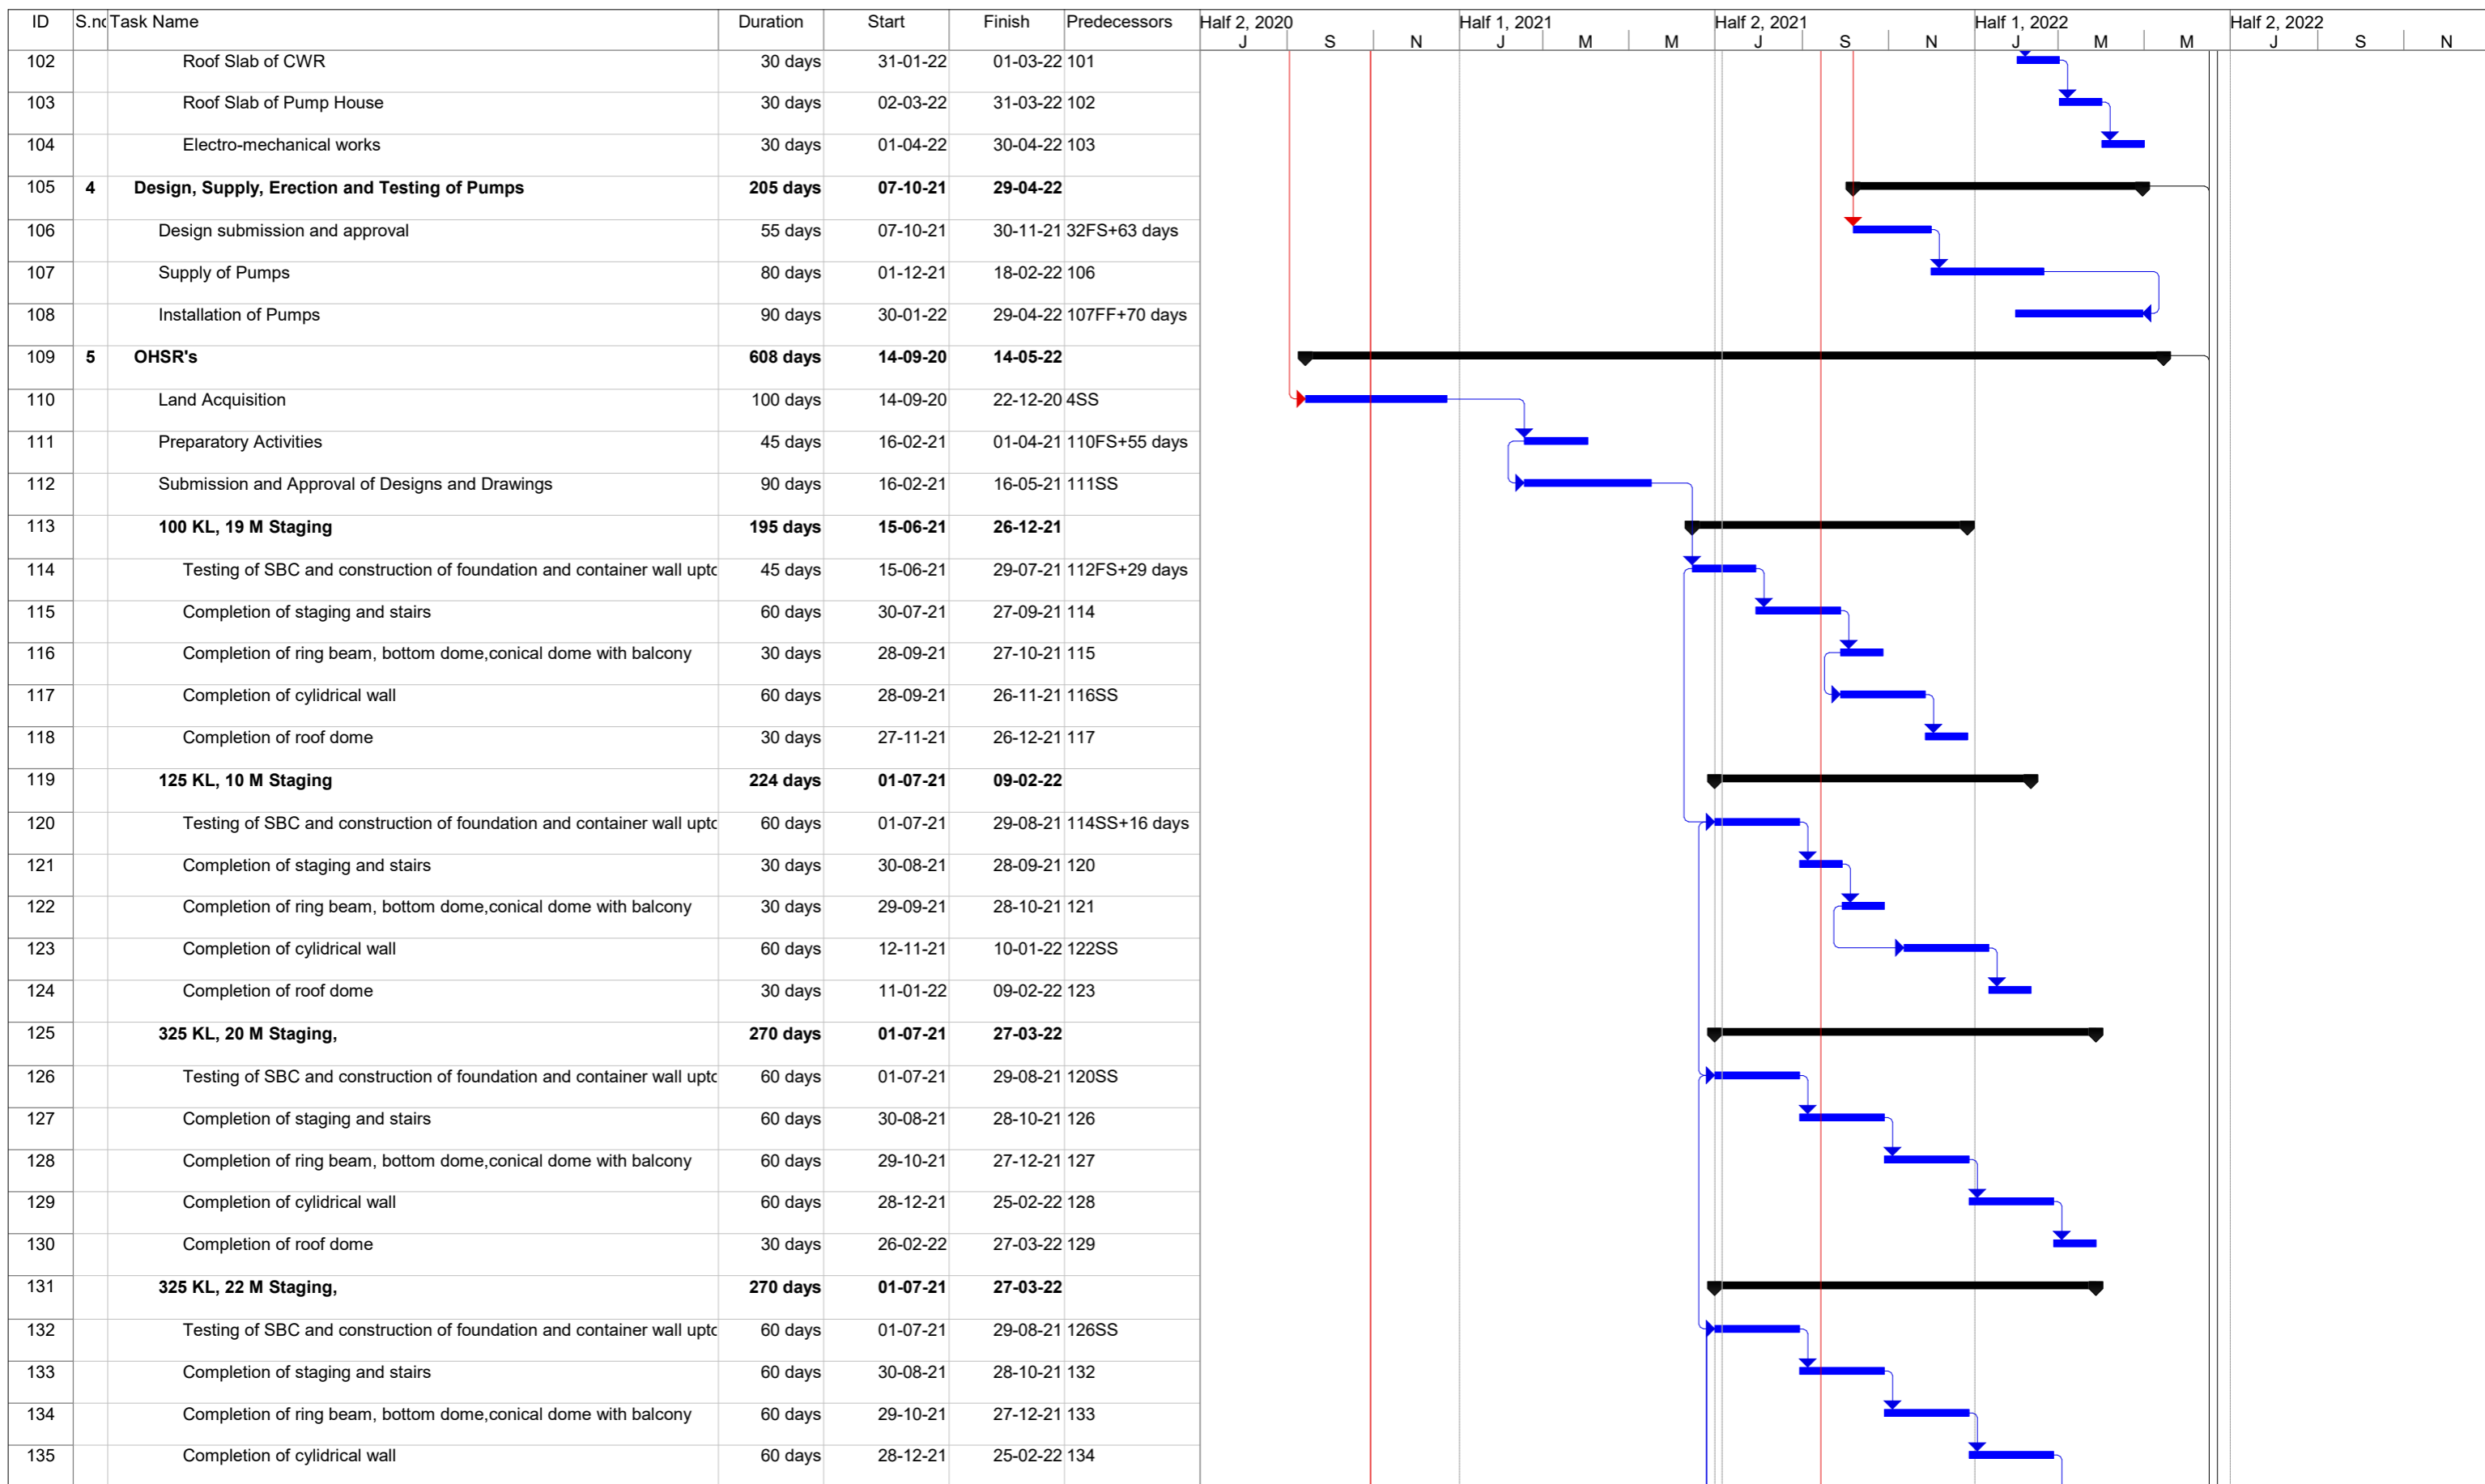 ID S.no Task Name Duration Start Finish Predecessors Half 2, 2020 Half 1, 2021 Half 2, 2021 Half 1, 2022 Half 2, 2022
J S N J M M J S N J M M J S N
102 Roof Slab of CWR 30 days 31-01-22 01-03-22 101
103 Roof Slab of Pump House 30 days 02-03-22 31-03-22 102
104 Electro-mechanical works 30 days 01-04-22 30-04-22 103
105 4 Design, Supply, Erection and Testing of Pumps 205 days 07-10-21 29-04-22
106 Design submission and approval 55 days 07-10-21 30-11-21 32FS+63 days
107 Supply of Pumps 80 days 01-12-21 18-02-22 106
108 Installation of Pumps 90 days 30-01-22 29-04-22 107FF+70 days
109 5 OHSR's 608 days 14-09-20 14-05-22
110 Land Acquisition 100 days 14-09-20 22-12-20 4SS
111 Preparatory Activities 45 days 16-02-21 01-04-21 110FS+55 days
112 Submission and Approval of Designs and Drawings 90 days 16-02-21 16-05-21 111SS
113 100 KL, 19 M Staging 195 days 15-06-21 26-12-21
114 Testing of SBC and construction of foundation and container wall upto 45 days 15-06-21 29-07-21 112FS+29 days
115 Completion of staging and stairs 60 days 30-07-21 27-09-21 114
116 Completion of ring beam, bottom dome,conical dome with balcony 30 days 28-09-21 27-10-21 115
117 Completion of cylidrical wall 60 days 28-09-21 26-11-21 116SS
118 Completion of roof dome 30 days 27-11-21 26-12-21 117
119 125 KL, 10 M Staging 224 days 01-07-21 09-02-22
120 Testing of SBC and construction of foundation and container wall upto 60 days 01-07-21 29-08-21 114SS+16 days
121 Completion of staging and stairs 30 days 30-08-21 28-09-21 120
122 Completion of ring beam, bottom dome,conical dome with balcony 30 days 29-09-21 28-10-21 121
123 Completion of cylidrical wall 60 days 12-11-21 10-01-22 122SS
124 Completion of roof dome 30 days 11-01-22 09-02-22 123
125 325 KL, 20 M Staging, 270 days 01-07-21 27-03-22
126 Testing of SBC and construction of foundation and container wall upto 60 days 01-07-21 29-08-21 120SS
127 Completion of staging and stairs 60 days 30-08-21 28-10-21 126
128 Completion of ring beam, bottom dome,conical dome with balcony 60 days 29-10-21 27-12-21 127
129 Completion of cylidrical wall 60 days 28-12-21 25-02-22 128
130 Completion of roof dome 30 days 26-02-22 27-03-22 129
131 325 KL, 22 M Staging, 270 days 01-07-21 27-03-22
132 Testing of SBC and construction of foundation and container wall upto 60 days 01-07-21 29-08-21 126SS
133 Completion of staging and stairs 60 days 30-08-21 28-10-21 132
134 Completion of ring beam, bottom dome,conical dome with balcony 60 days 29-10-21 27-12-21 133
135 Completion of cylidrical wall 60 days 28-12-21 25-02-22 134